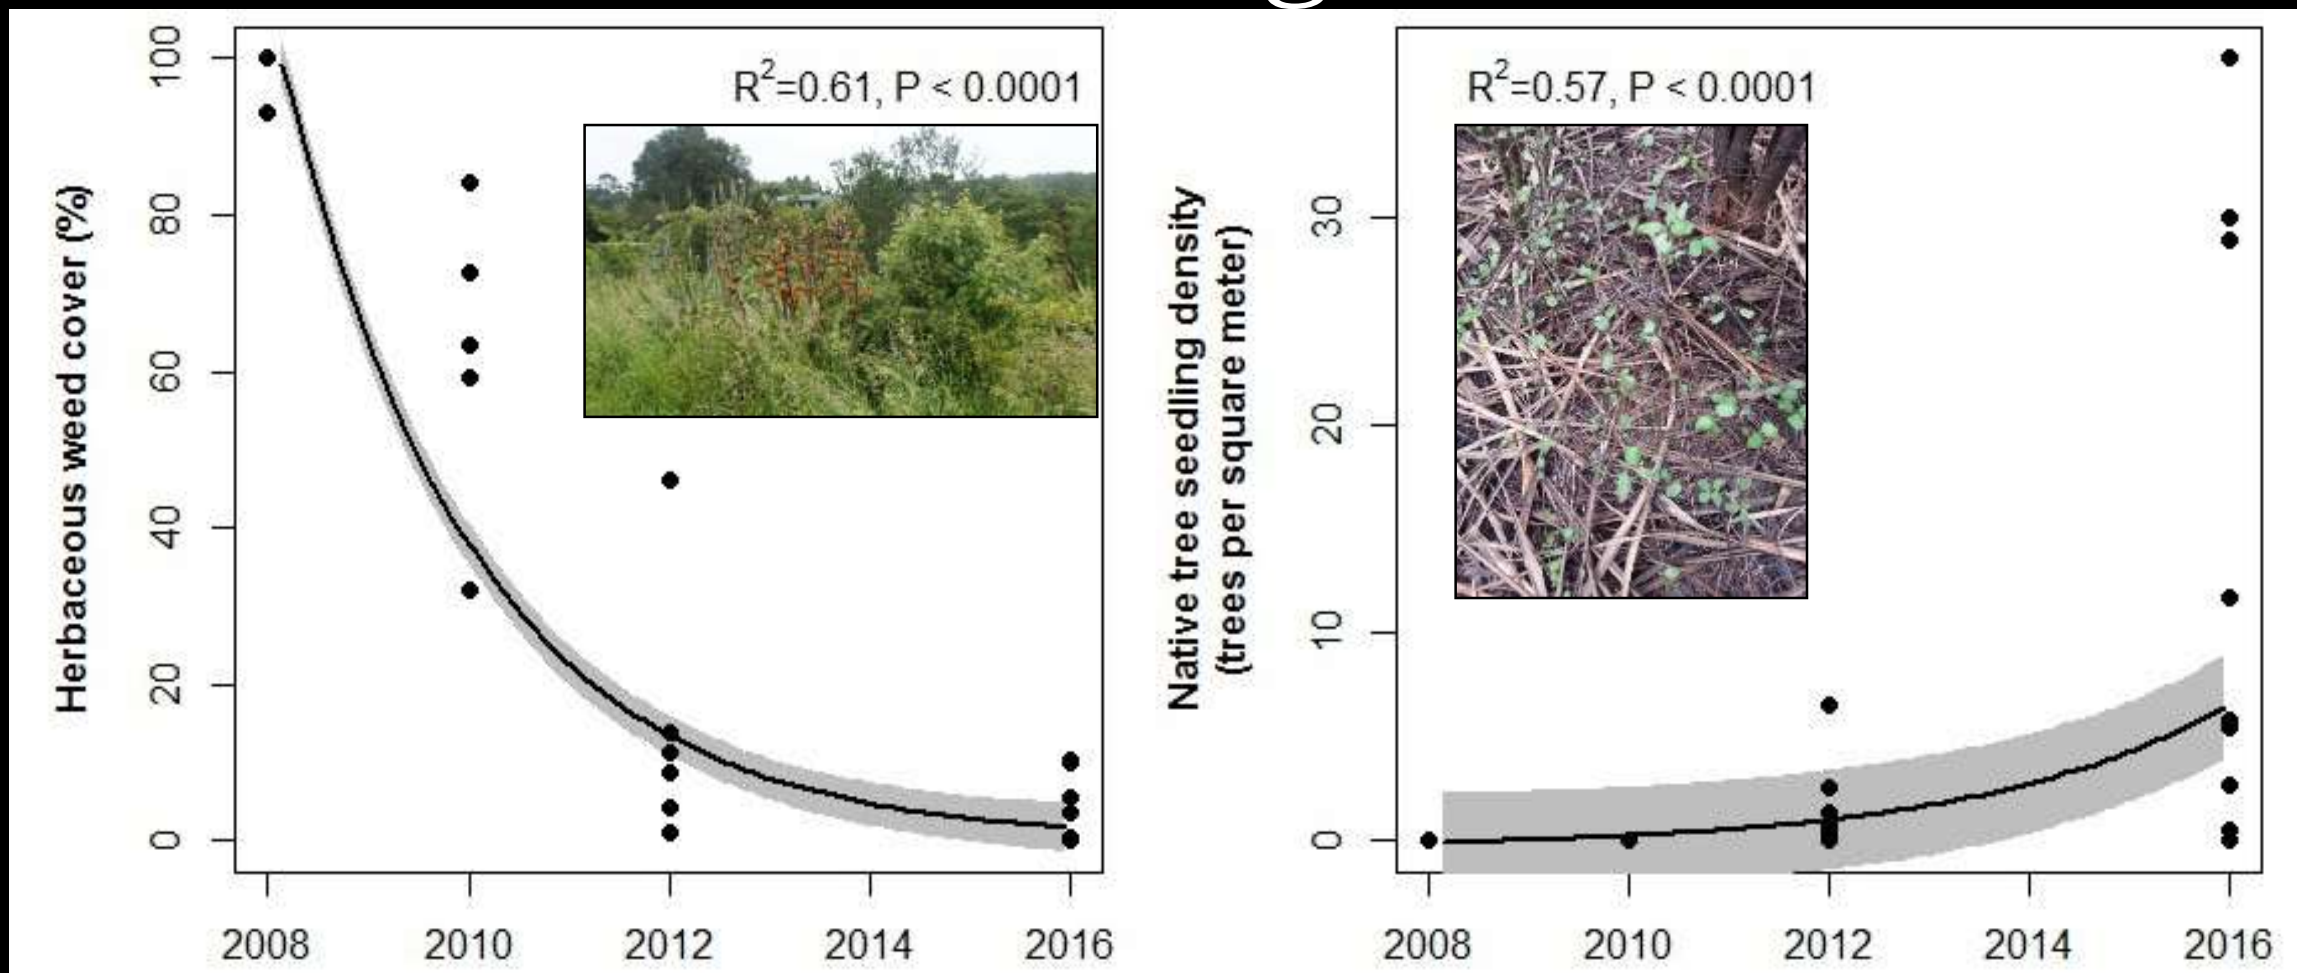 Herbaceous weed cover (%)
100
80
60
40
20
0
R²=0.61, P < 0.0001
2008 2010 2012 2014 2016
Native tree seedling density
(trees per square meter)
30
20
10
0
R²=0.57, P < 0.0001
2008 2010 2012 2014 2016